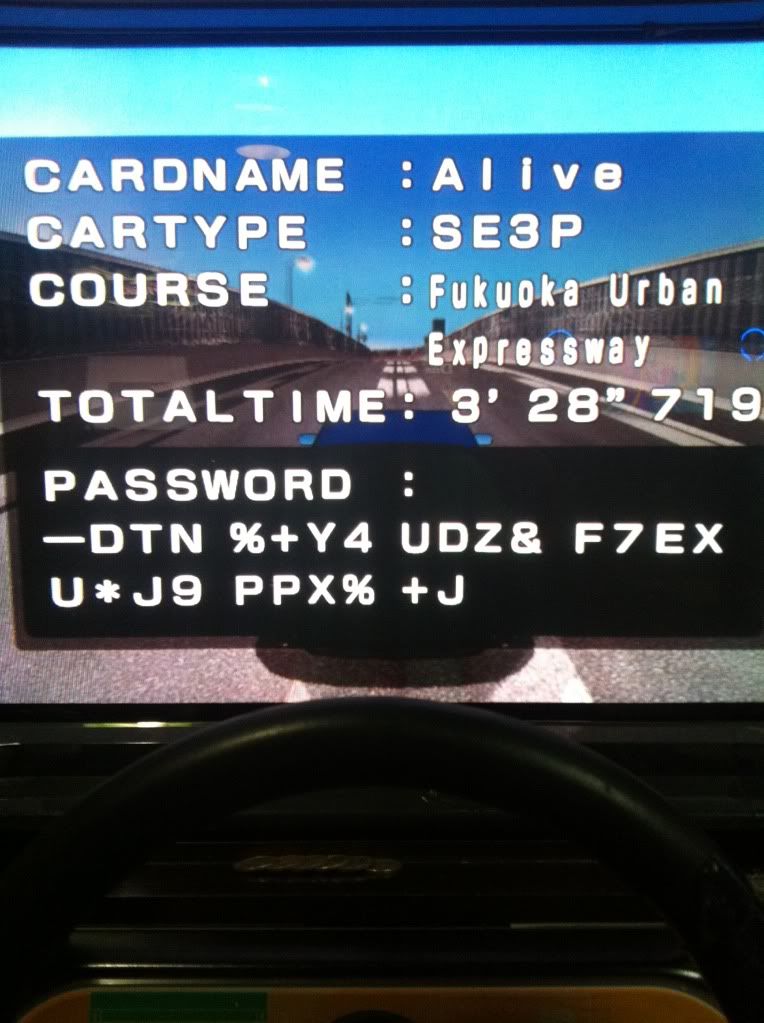 CARDNAME : Alive
CARTYPE : SE3P
COURSE : Fukuoka Urban
Expressway
TOTALTIME: 3' 28" 719
PASSWORD :
—DTN %+Y4 UDZ& F7EX
U*J9 PPX% +J